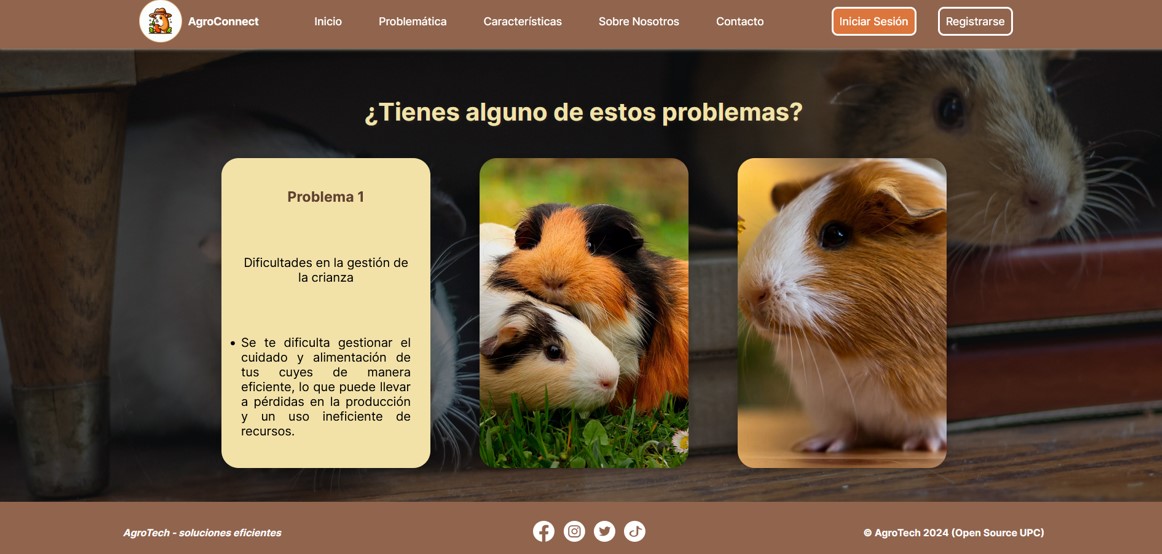 AgroConnect
Inicio
Problemática
Características
Sobre Nosotros
Contacto
Iniciar Sesión
Registrarse
¿Tienes alguno de estos problemas?
Problema 1
Dificultades en la gestión de
la crianza
• Se te dificulta gestionar el
cuidado y alimentación de
tus cuyes de manera
eficiente, lo que puede llevar
a pérdidas en la producción
y un uso ineficiente de
recursos.
AgroTech - soluciones eficientes
© AgroTech 2024 (Open Source UPC)